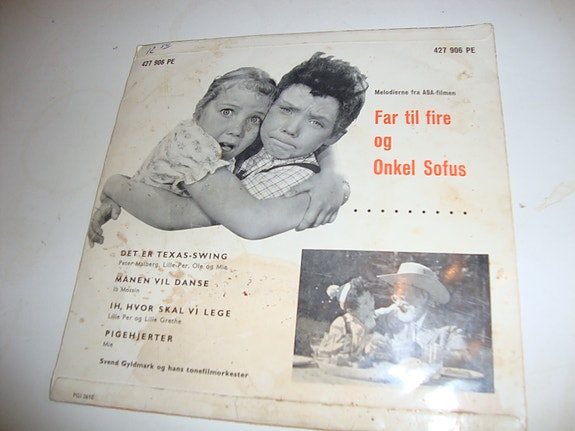 427 906 PE
427 906 PE
Melodierne fra ASA-filmen
Far til fire
og
Onkel Sofus
DET ER TEXAS-SWING
Peter Malberg, Lille-Per, Ole og Mie
MÅNEN VIL DANSE
Ib Mossin
IH, HVOR SKAL VI LEGE
Lille Per og Lille Grethe
PIGEHJERTER
Mie
Svend Gyldmark og hans tonefilmorkester